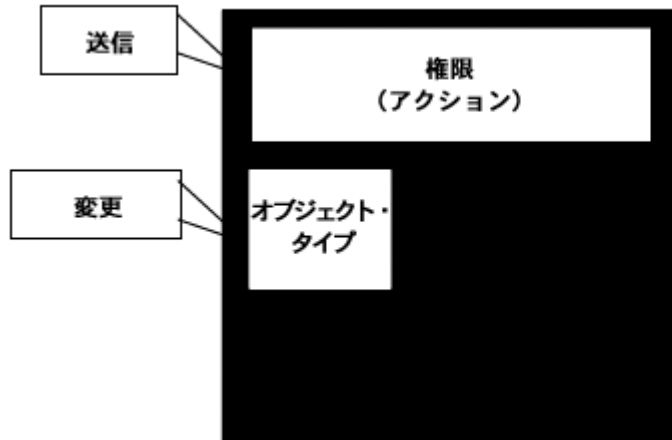 送信
権限
(アクション)
変更
オブジェクト・
タイプ